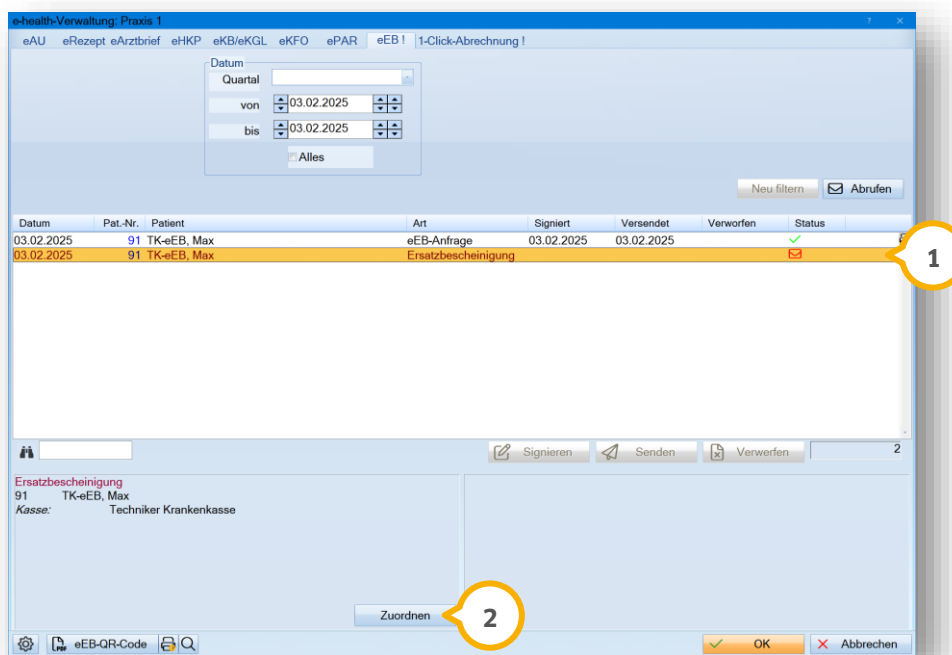 e-health-Verwaltung: Praxis 1 ? ×
eAU eRezept eArztbrief eHKP eKB/eKGL eKFO ePAR eEB ! 1-Click-Abrechnung !
Datum
Quartal
von 03.02.2025
bis 03.02.2025
Alles
Neu filtern Abrufen
Datum Pat.-Nr. Patient Art Signiert Versendet Verworfen Status
03.02.2025 91 TK-eEB, Max eEB-Anfrage 03.02.2025 03.02.2025
03.02.2025 91 TK-eEB, Max Ersatzbescheinigung
1
Signieren Senden Verwerfen 2
Ersatzbescheinigung
91 TK-eEB, Max
Kasse: Techniker Krankenkasse
Zuordnen 2
PDF eEB-QR-Code OK Abbrechen